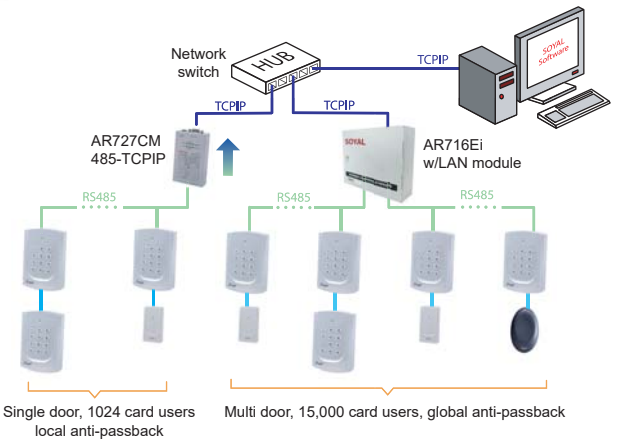 Network
switch
HUB
TCPIP
SOYAL
Software
TCPIP
TCPIP
AR727CM
485-TCPIP
SOYAL
AR716Ei
w/LAN module
RS485
RS485
RS485
Single door, 1024 card users
local anti-passback
Multi door, 15,000 card users, global anti-passback